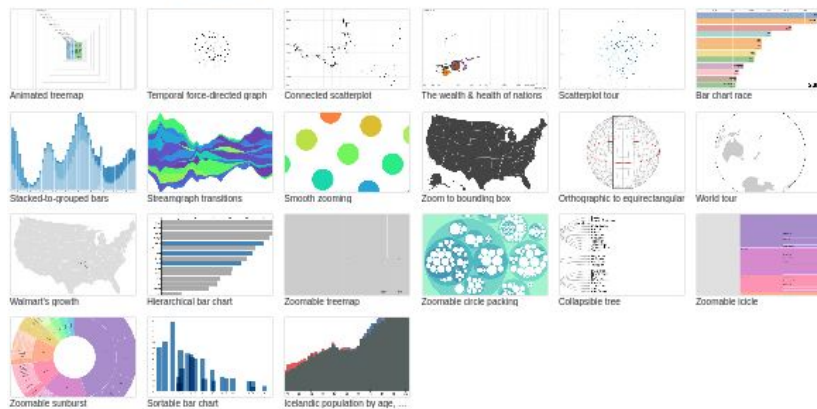 Animated treemap
Temporal force-directed graph
Connected scatterplot
The wealth & health of nations
Scatterplot tour
Bar chart race
Stacked-to-grouped bars
Streamgraph transitions
Smooth zooming
Zoom to bounding box
Orthographic to equirectangular
World tour
Walmart's growth
Hierarchical bar chart
Zoomable treemap
Zoomable circle packing
Collapsible tree
Zoomable icicle
Zoomable sunburst
Sortable bar chart
Icelandic population by age, ...